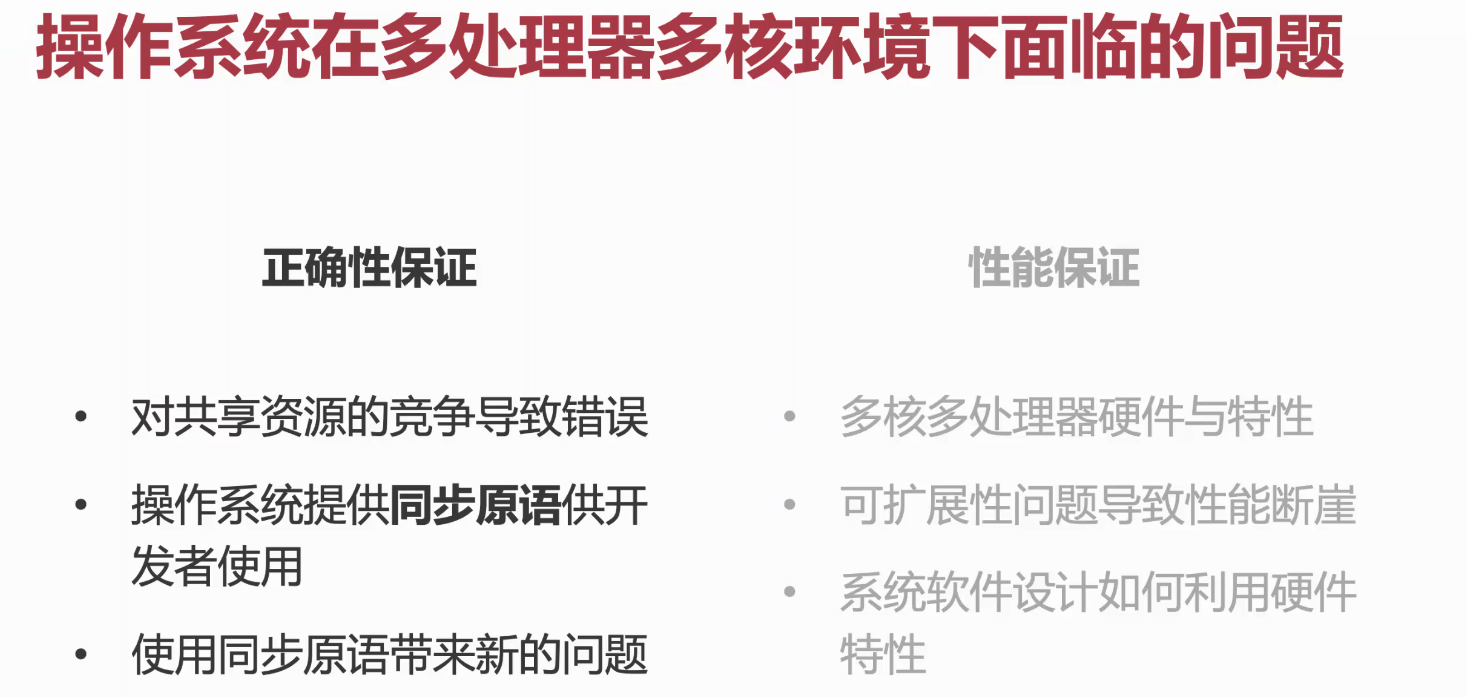 操作系统在多处理器多核环境下面临的问题
正确性保证
• 对共享资源的竞争导致错误
• 操作系统提供同步原语供开
发者使用
• 使用同步原语带来新的问题
性能保证
• 多核多处理器硬件与特性
• 可扩展性问题导致性能断崖
• 系统软件设计如何利用硬件
特性